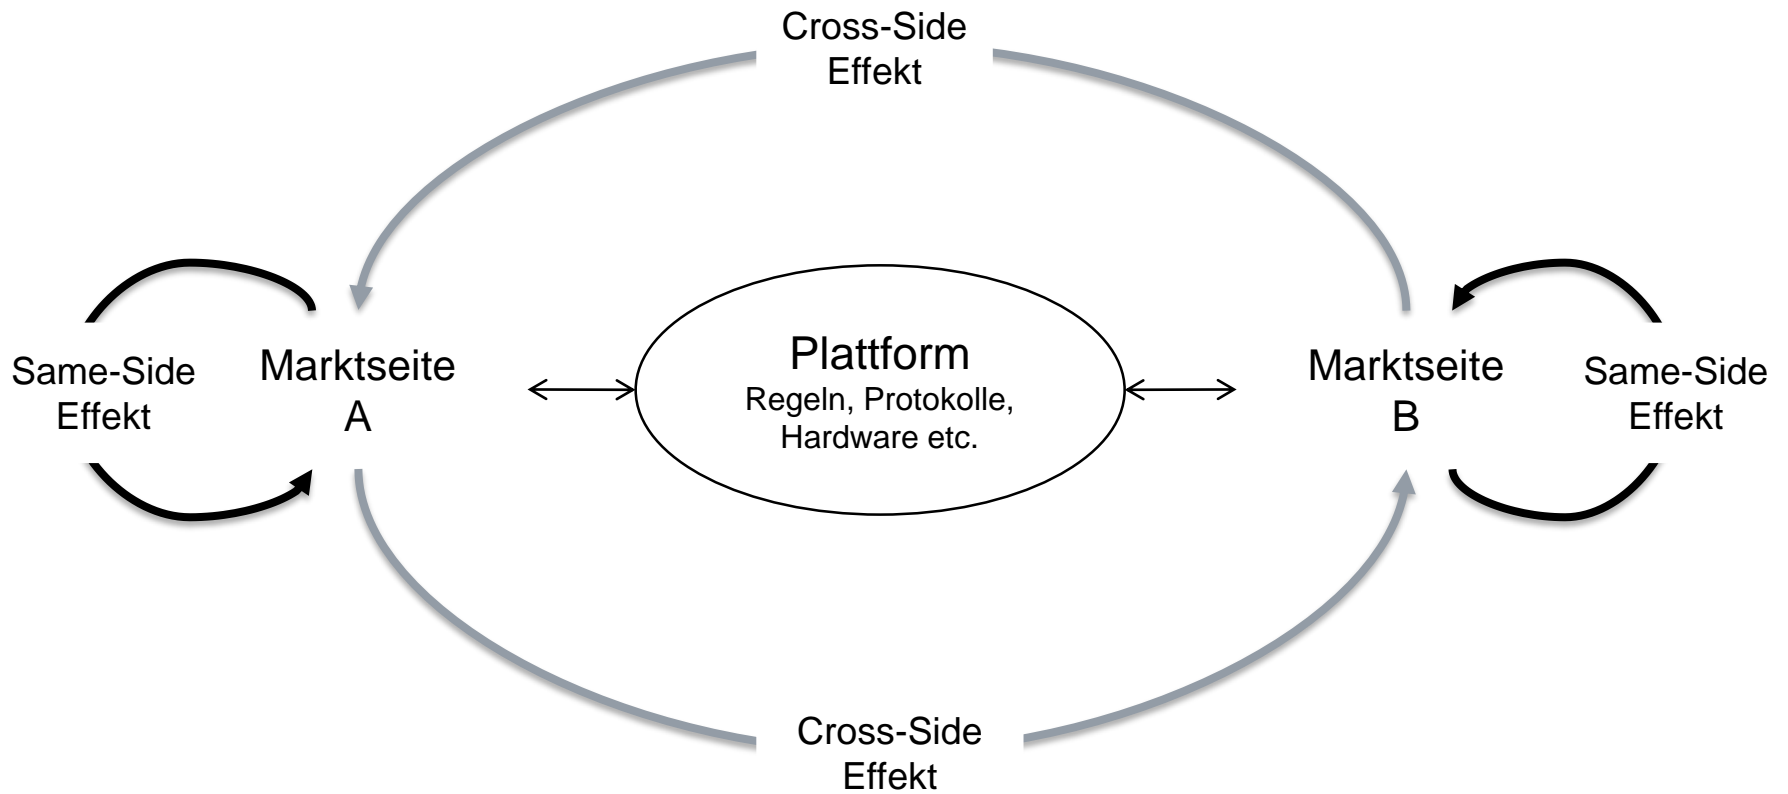 Cross-Side
Effekt
Same-Side
Effekt
Marktseite
A
Plattform
Regeln, Protokolle,
Hardware etc.
Marktseite
B
Same-Side
Effekt
Cross-Side
Effekt